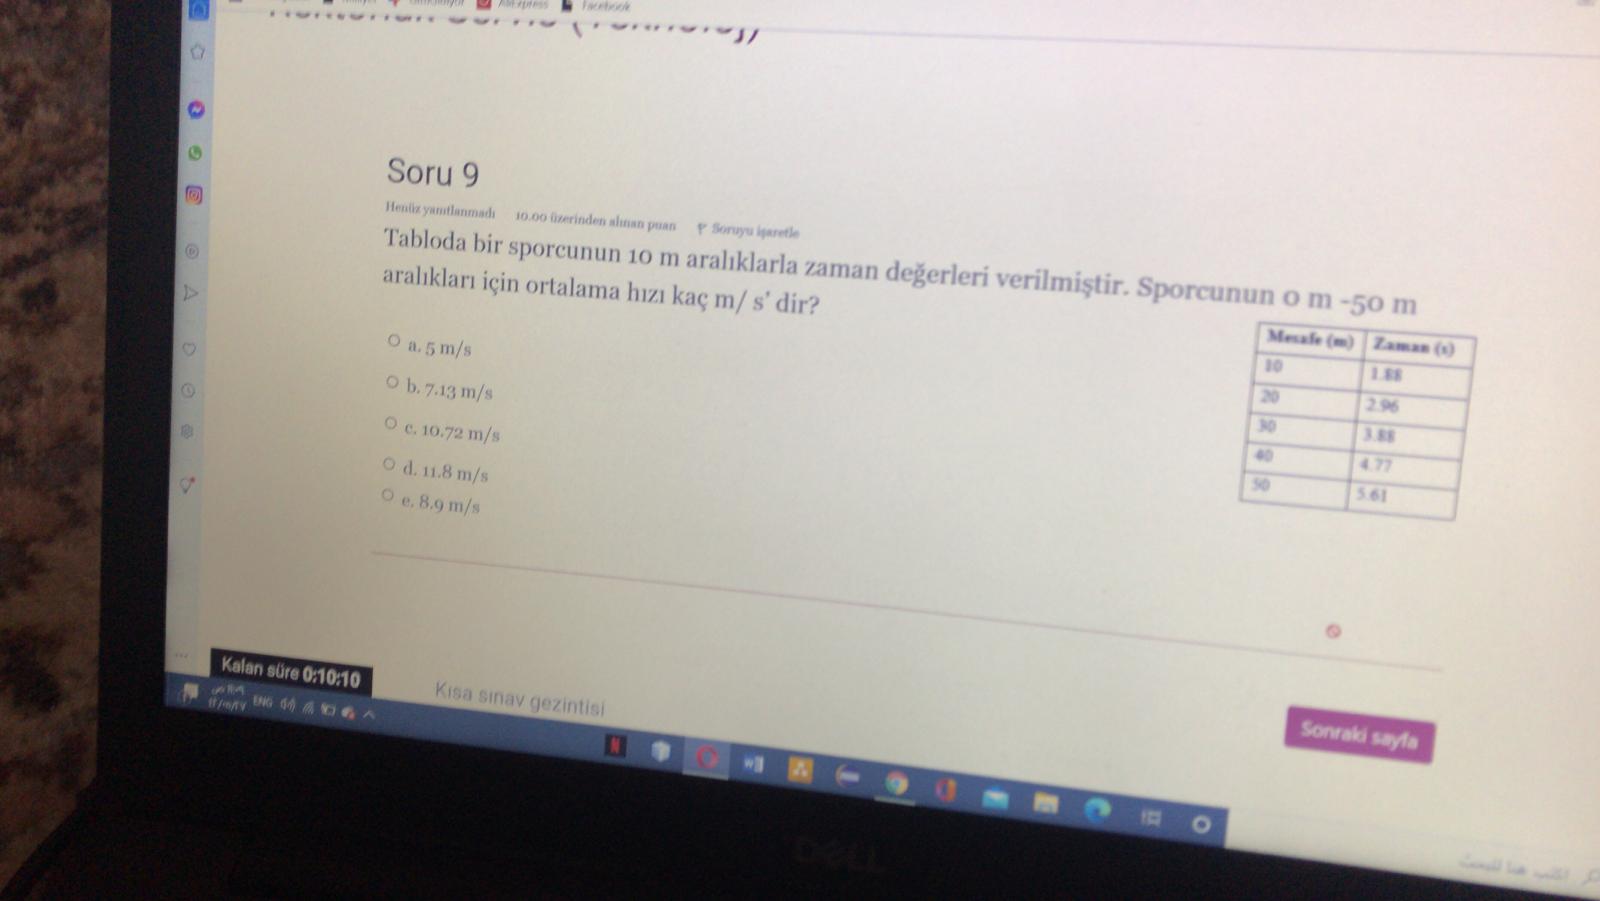 AliExpress
Facebook
Soru 9
Henüz yanıtlanmadı
10.00 üzerinden alınan puan
Soruyu işaretle
Tabloda bir sporcunun 10 m aralıklarla zaman değerleri verilmiştir. Sporcunun 0 m -50 m
aralıkları için ortalama hızı kaç m/ s' dir?
a. 5 m/s
b. 7.13 m/s
c. 10.72 m/s
d. 11.8 m/s
e. 8.9 m/s
Mesafe (m) Zaman (s)
10 1.88
20 2.96
30 3.88
40 4.77
50 5.61
Kalan süre 0:10:10
Kısa sınav gezintisi
Sonraki sayfa
ENG
DELL
اكتب هنا للبحث